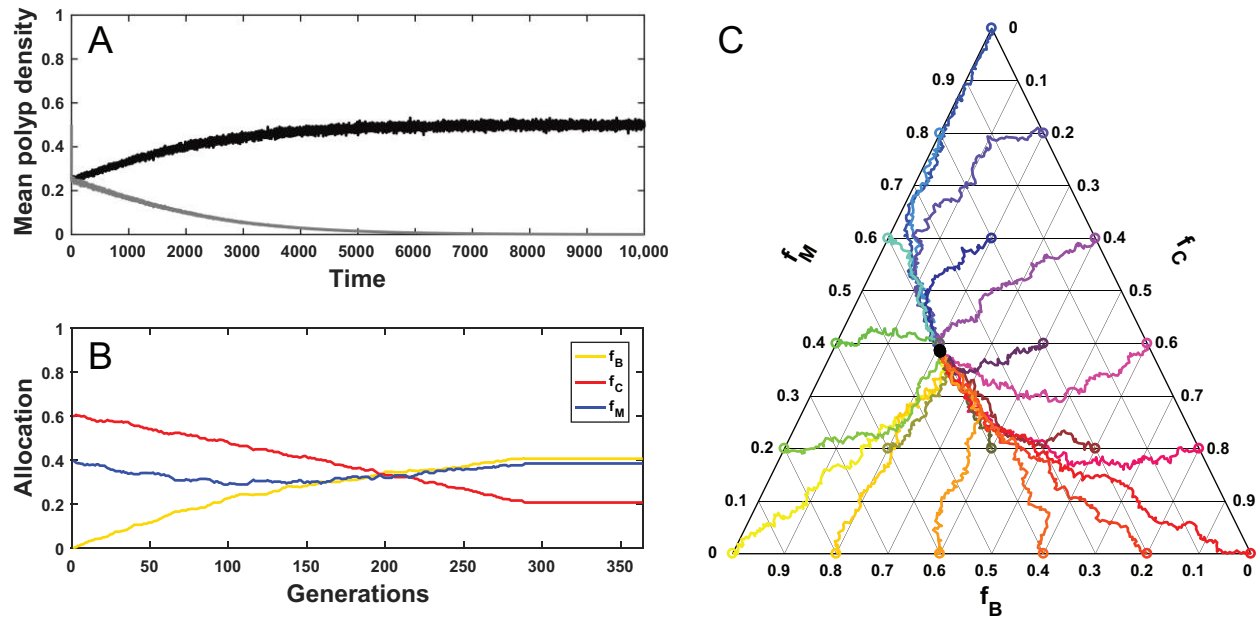 A
Mean polyp density
1
0.8
0.6
0.4
0.2
0
0 1000 2000 3000 4000 5000 6000 7000 8000 9000 10,000
Time
B
Allocation
1
0.8
0.6
0.4
0.2
0
0 50 100 150 200 250 300 350
Generations
f_B
f_C
f_M
C
0
0.9 0.1
0.8 0.2
0.7 0.3
0.6 0.4
f_M f_C
0.5 0.5
0.4 0.6
0.3 0.7
0.2 0.8
0.1 0.9
0
0.9 0.8 0.7 0.6 0.5 0.4 0.3 0.2 0.1 0
f_B